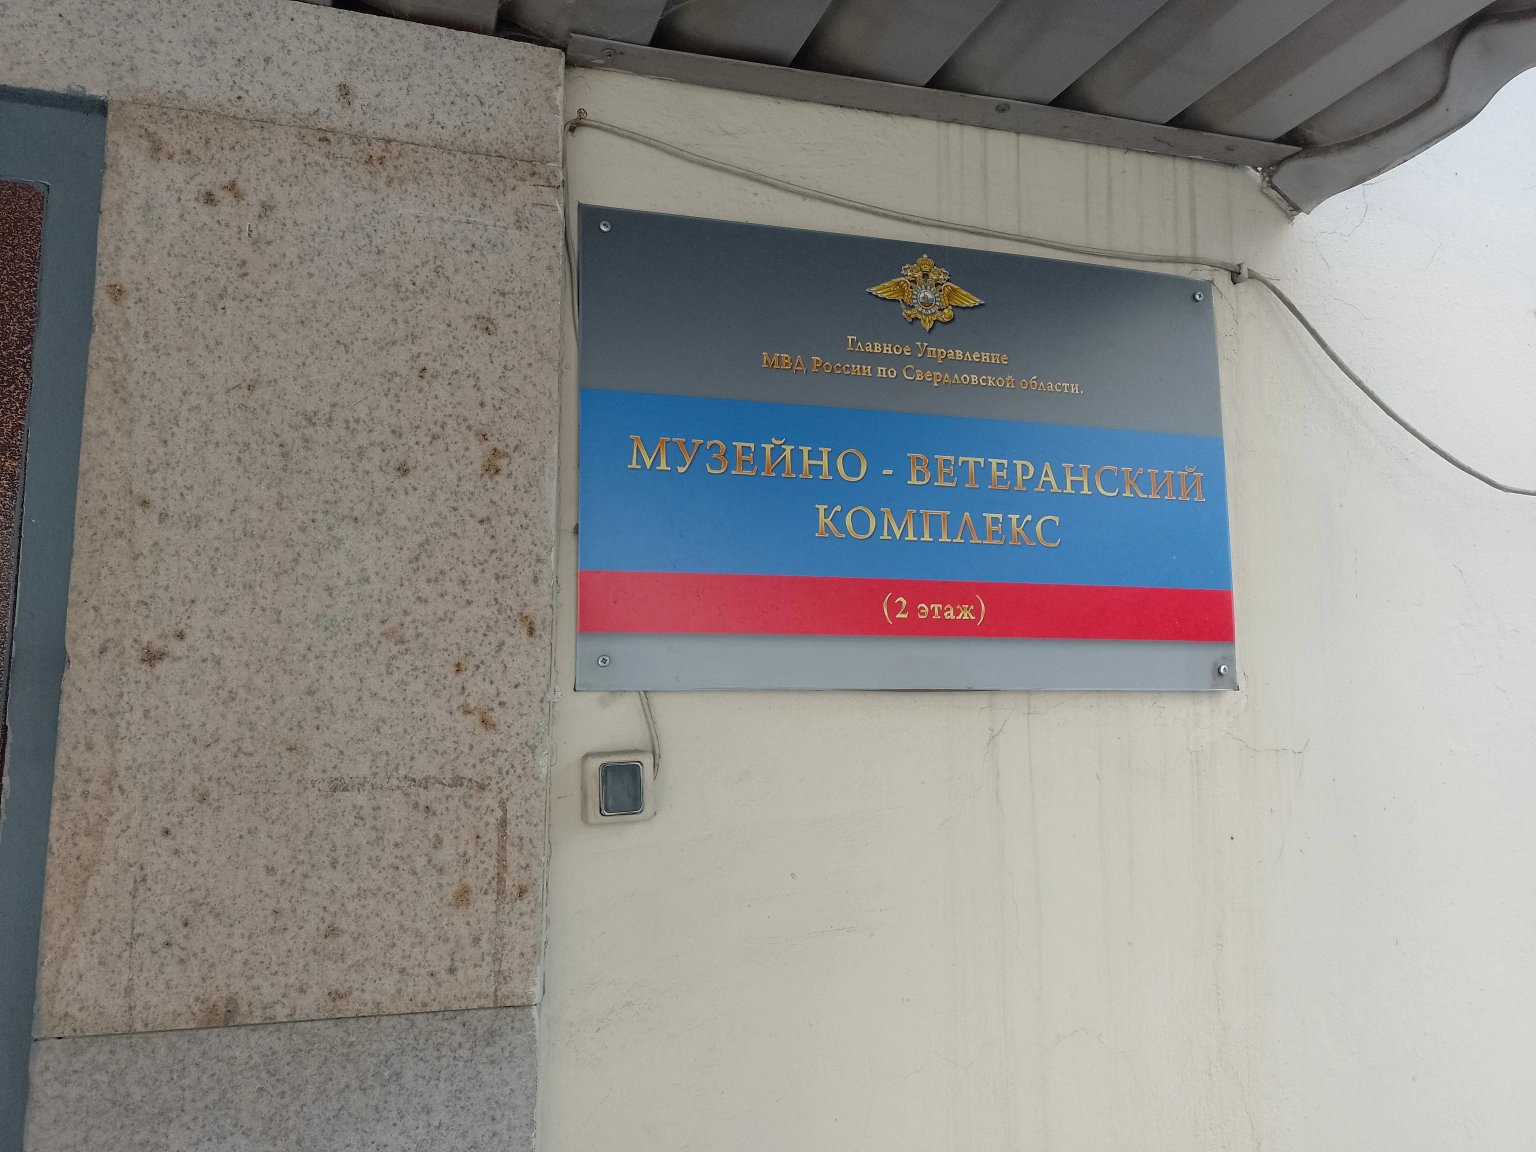 Главное Управление
МВД России по Свердловской области.
МУЗЕЙНО - ВЕТЕРАНСКИЙ
КОМПЛЕКС
(2 этаж)